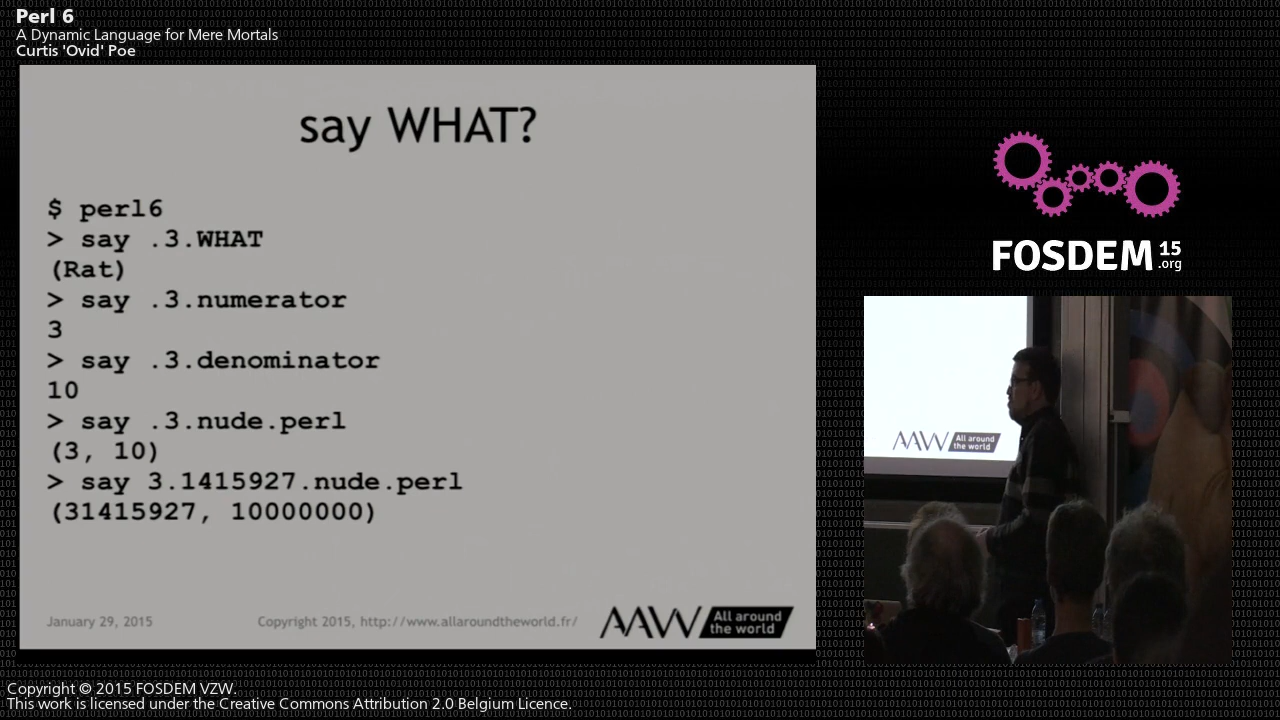 Perl 6
A Dynamic Language for Mere Mortals
Curtis 'Ovid' Poe
say WHAT?
$ perl6
> say .3.WHAT
(Rat)
> say .3.numerator
3
> say .3.denominator
10
> say .3.nude.perl
(3, 10)
> say 3.1415927.nude.perl
(31415927, 10000000)
January 29, 2015
Copyright 2015, http://www.allaroundtheworld.fr/
AAW All around
the world
FOSDEM 15
.org
AAW All around
the world
Copyright © 2015 FOSDEM VZW.
This work is licensed under the Creative Commons Attribution 2.0 Belgium Licence.